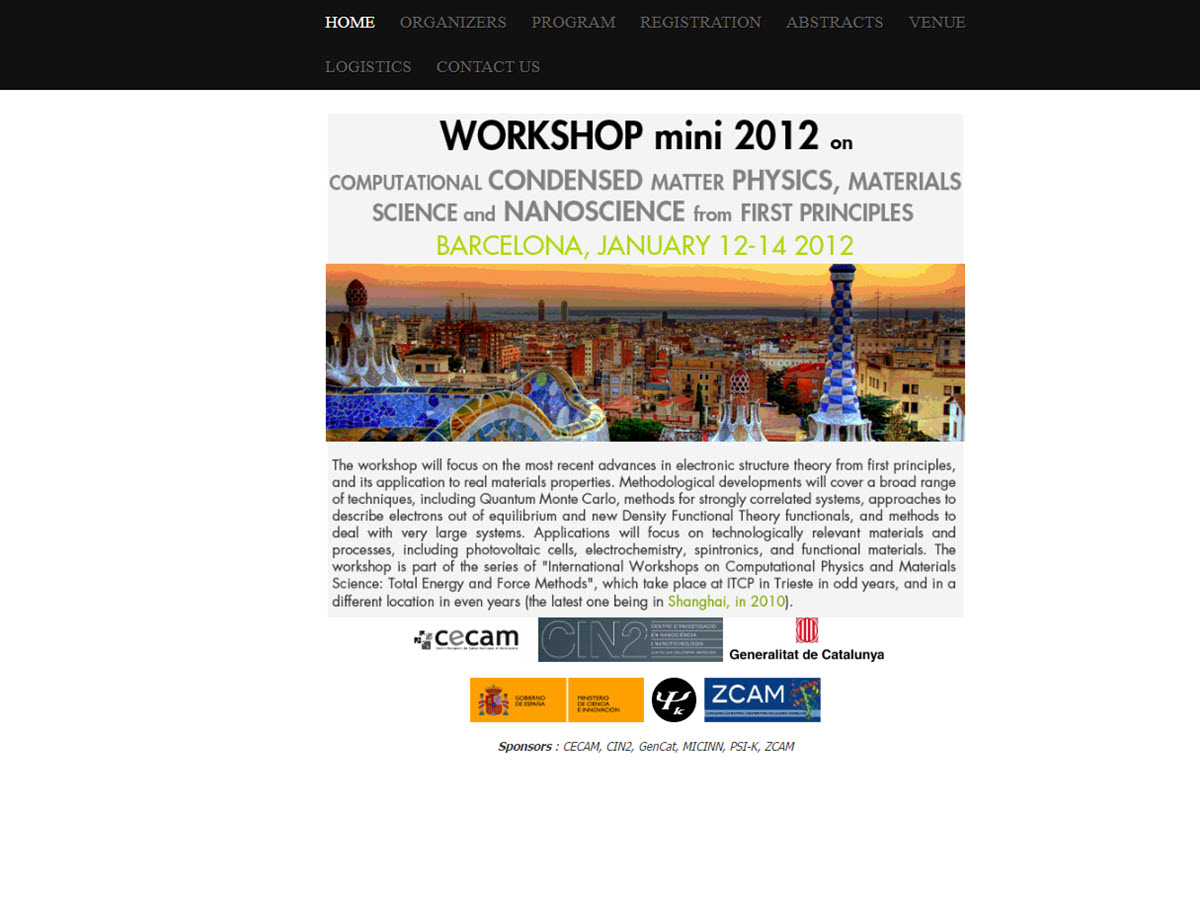 HOME ORGANIZERS PROGRAM REGISTRATION ABSTRACTS VENUE
LOGISTICS CONTACT US
WORKSHOP mini 2012 on
COMPUTATIONAL CONDENSED MATTER PHYSICS, MATERIALS
SCIENCE and NANOSCIENCE from FIRST PRINCIPLES
BARCELONA, JANUARY 12-14 2012
The workshop will focus on the most recent advances in electronic structure theory from first principles,
and its application to real materials properties. Methodological developments will cover a broad range
of techniques, including Quantum Monte Carlo, methods for strongly correlated systems, approaches to
describe electrons out of equilibrium and new Density Functional Theory functionals, and methods to
deal with very large systems. Applications will focus on technologically relevant materials and
processes, including photovoltaic cells, electrochemistry, spintronics, and functional materials. The
workshop is part of the series of "International Workshops on Computational Physics and Materials
Science: Total Energy and Force Methods", which take place at ITCP in Trieste in odd years, and in a
different location in even years (the latest one being in Shanghai, in 2010).
cecam
CIN2
CENTRE D'INVESTIGACIÓ
EN NANOCIÈNCIA
I NANOTECNOLOGIA
Generalitat de Catalunya
GOBIERNO
DE ESPAÑA
MINISTERIO
DE CIENCIA
E INNOVACIÓN
Ψ k
ZCAM
Sponsors : CECAM, CIN2, GenCat, MICINN, PSI-K, ZCAM